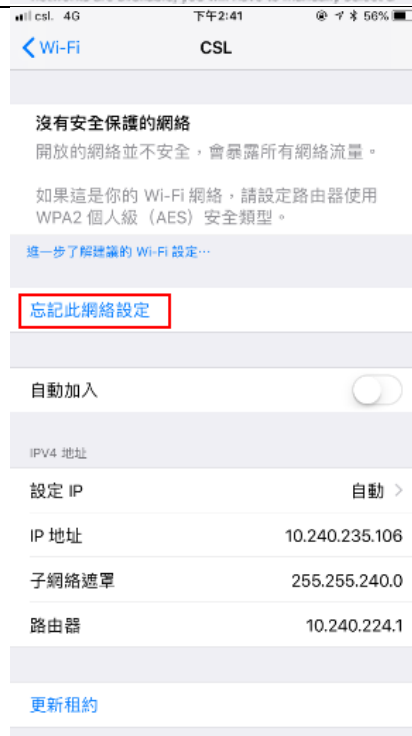 csl. 4G 下午2:41 56%
Wi-Fi CSL
沒有安全保護的網絡
開放的網絡並不安全，會暴露所有網絡流量。
如果這是你的 Wi-Fi 網絡，請設定路由器使用
WPA2 個人級（AES）安全類型。
進一步了解建議的 Wi-Fi 設定⋯
忘記此網絡設定
自動加入
IPV4 地址
設定 IP 自動
IP 地址 10.240.235.106
子網絡遮罩 255.255.240.0
路由器 10.240.224.1
更新租約